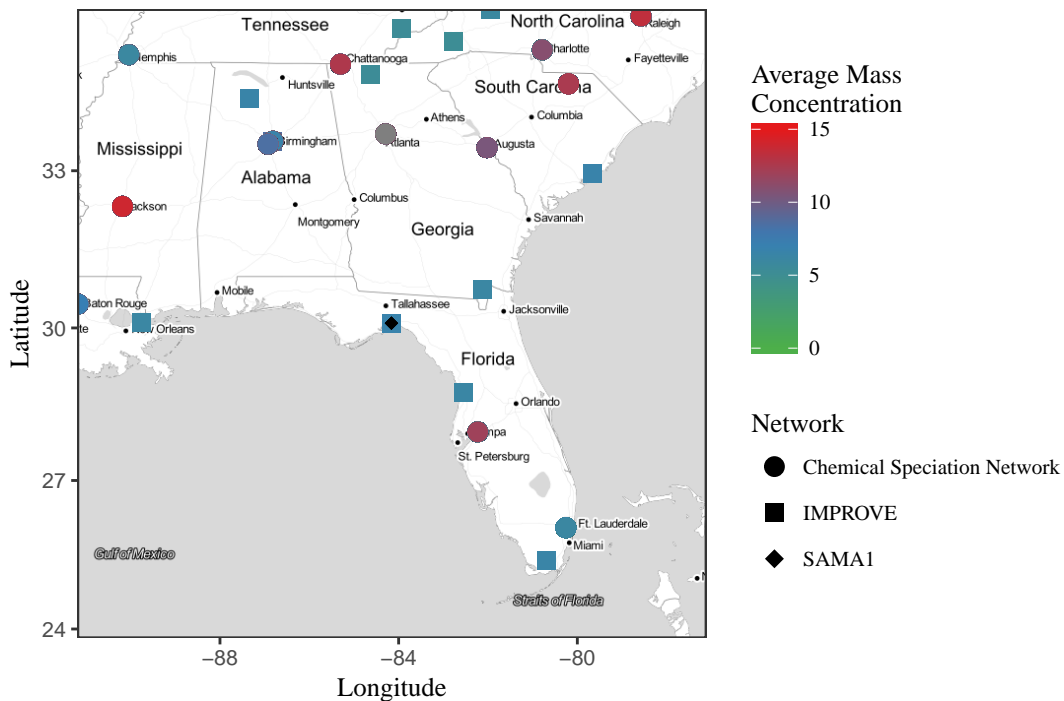 Tennessee
North Carolina
Raleigh
Memphis
Chattanooga
Charlotte
Fayetteville
Huntsville
South Carolina
Athens
Columbia
Atlanta
Augusta
Birmingham
Mississippi
Alabama
Jackson
Columbus
Montgomery
Georgia
Savannah
Baton Rouge
Mobile
Tallahassee
Jacksonville
te
New Orleans
Florida
Orlando
Tampa
St. Petersburg
Ft. Lauderdale
Miami
Gulf of Mexico
Straits of Florida
33
30
27
24
−88
−84
−80
Latitude
Longitude
Average Mass
Concentration
15
10
5
0
Network
Chemical Speciation Network
IMPROVE
SAMA1